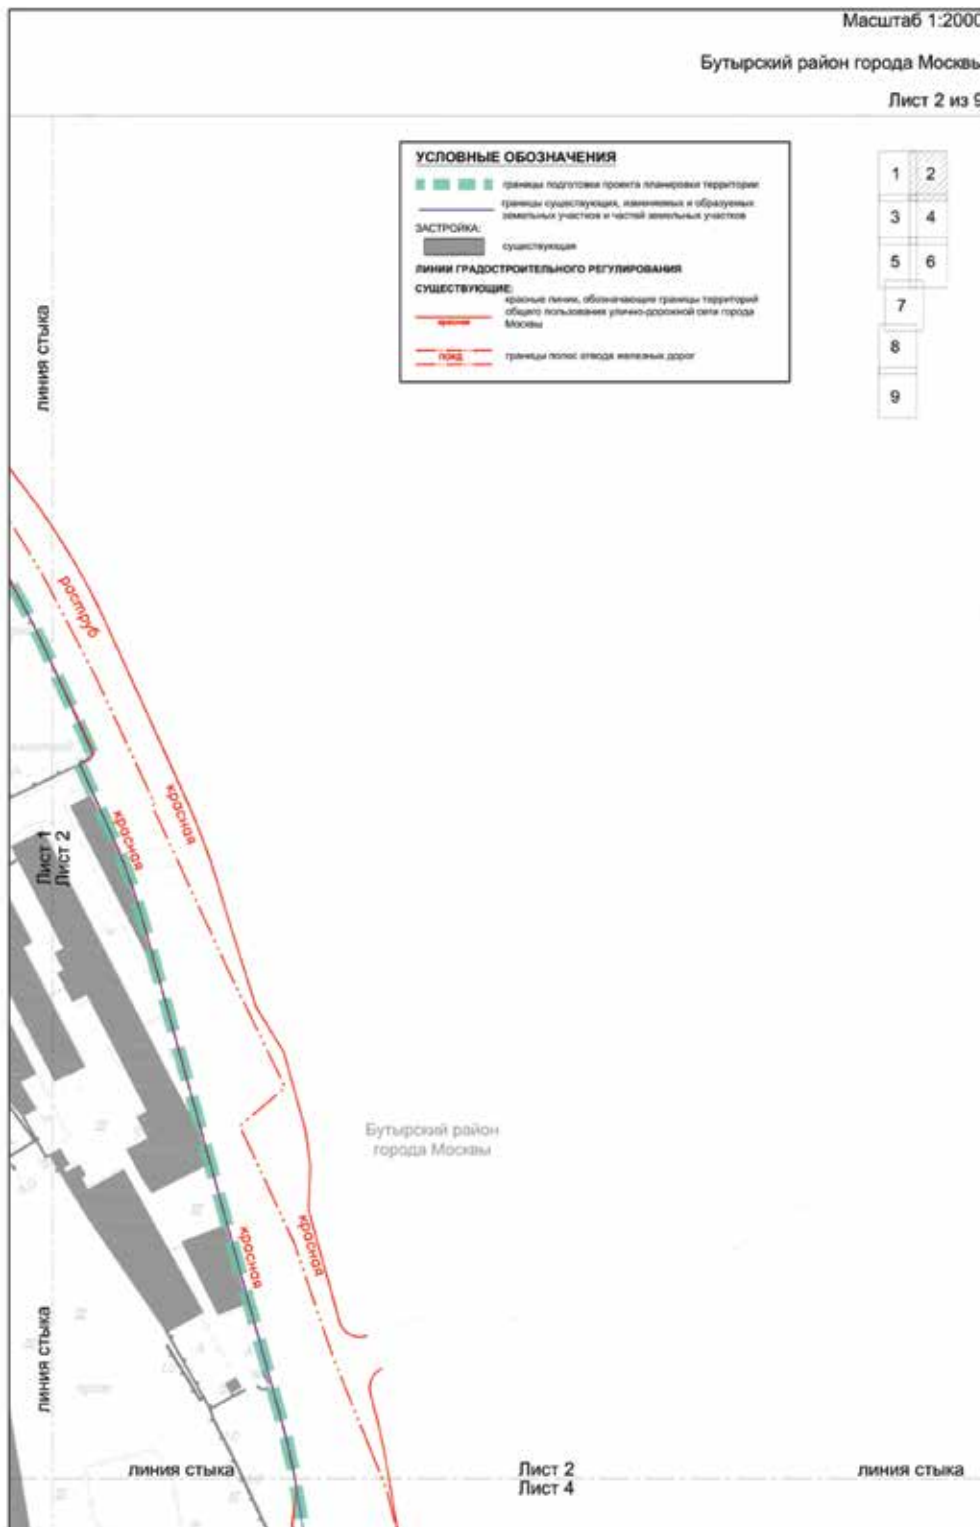 Масштаб 1:2000
Бутырский район города Москвы
Лист 2 из 9
УСЛОВНЫЕ ОБОЗНАЧЕНИЯ
границы подготовки проекта планировки территории
границы существующих, изменяемых и образуемых
земельных участков и частей земельных участков
ЗАСТРОЙКА:
существующая
ЛИНИИ ГРАДОСТРОИТЕЛЬНОГО РЕГУЛИРОВАНИЯ
СУЩЕСТВУЮЩИЕ:
красные линии, обозначающие границы территорий
общего пользования улично-дорожной сети города
Москвы
красная
ПОЖД
границы полос отвода железных дорог
1 2
3 4
5 6
7
8
9
линия стыка
раструб
красная
красная
Лист 1
Лист 2
Бутырский район
города Москвы
красная
красная
линия стыка
линия стыка
Лист 2
Лист 4
линия стыка